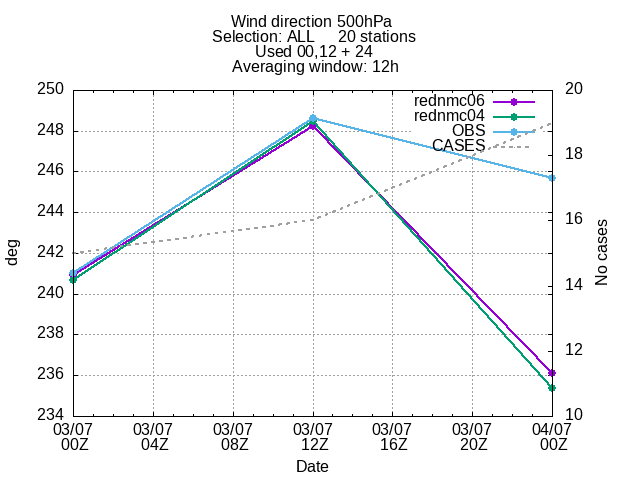 Wind direction 500hPa
Selection: ALL 20 stations
Used 00,12 + 24
Averaging window: 12h
250
248
246
244
242
240
238
236
234
deg
20
18
16
14
12
10
No cases
rednmc06
rednmc04
OBS
CASES
03/07 03/07 03/07 03/07 03/07 03/07 04/07
00Z 04Z 08Z 12Z 16Z 20Z 00Z
Date